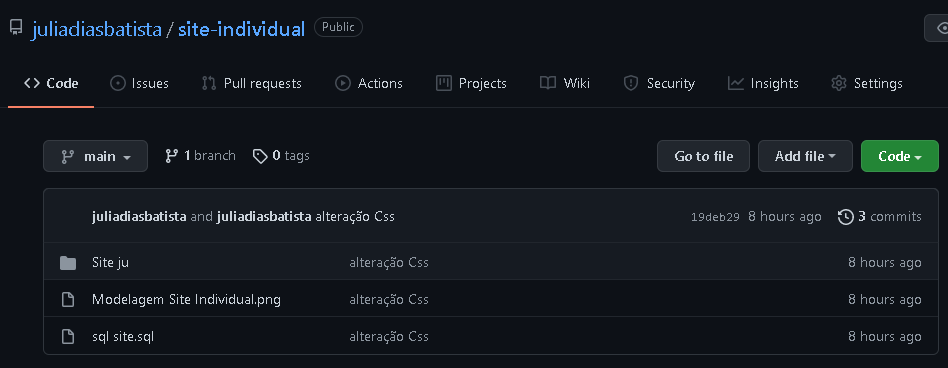 juliadiasbatista / site-individual Public
Code Issues Pull requests Actions Projects Wiki Security Insights Settings
main 1 branch 0 tags Go to file Add file Code
juliadiasbatista and juliadiasbatista alteração Css 19deb29 8 hours ago 3 commits
Site ju alteração Css 8 hours ago
Modelagem Site Individual.png alteração Css 8 hours ago
sql site.sql alteração Css 8 hours ago